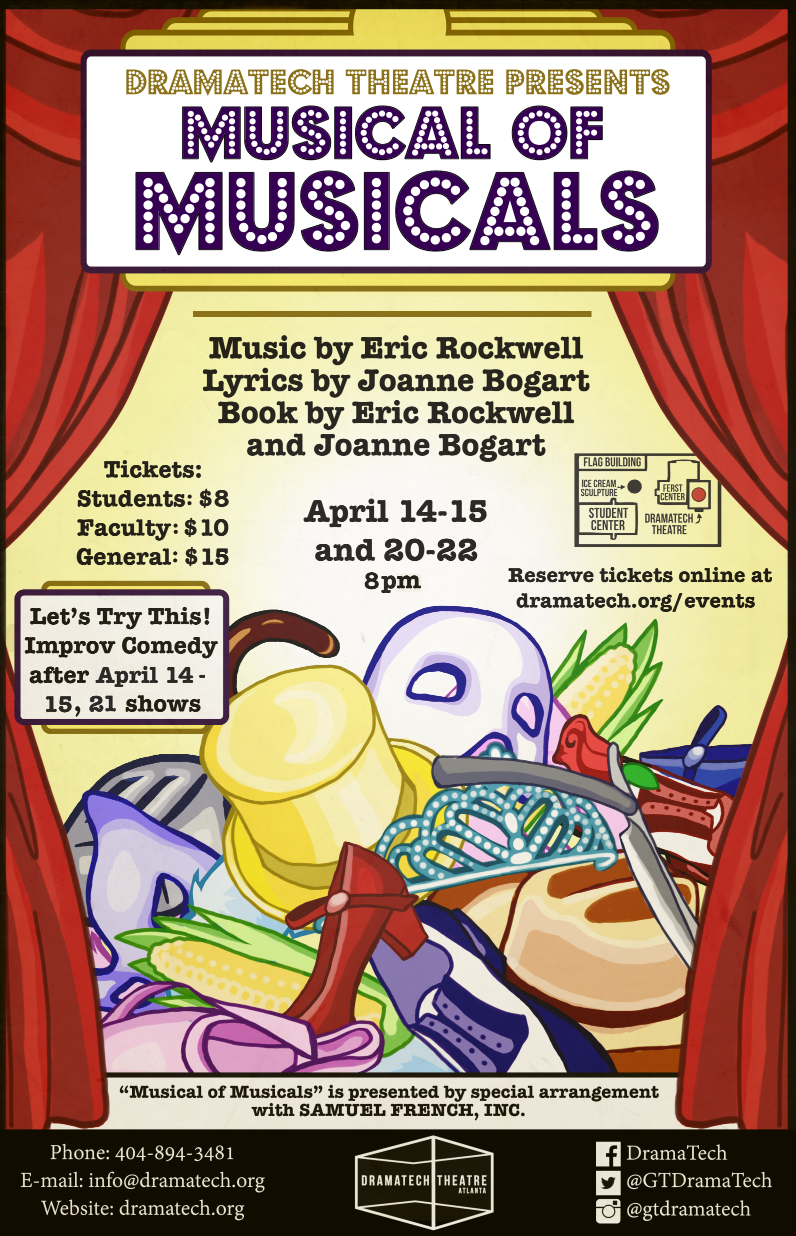 DRAMATECH THEATRE PRESENTS
MUSICAL OF
MUSICALS
Music by Eric Rockwell
Lyrics by Joanne Bogart
Book by Eric Rockwell
and Joanne Bogart
Tickets:
Students: $8
Faculty: $10
General: $15
April 14-15
and 20-22
8pm
FLAG BUILDING
ICE CREAM
SCULPTURE
FERST
CENTER
STUDENT
CENTER
DRAMATECH
THEATRE
Reserve tickets online at
dramatech.org/events
Let's Try This!
Improv Comedy
after April 14 -
15, 21 shows
“Musical of Musicals” is presented by special arrangement
with SAMUEL FRENCH, INC.
Phone: 404-894-3481
E-mail: info@dramatech.org
Website: dramatech.org
DRAMATECH THEATRE
ATLANTA
DramaTech
@GTDramaTech
@gtdramatech